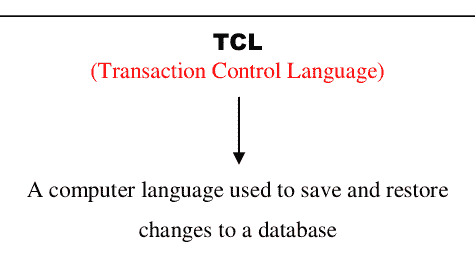 TCL
(Transaction Control Language)
A computer language used to save and restore
changes to a database